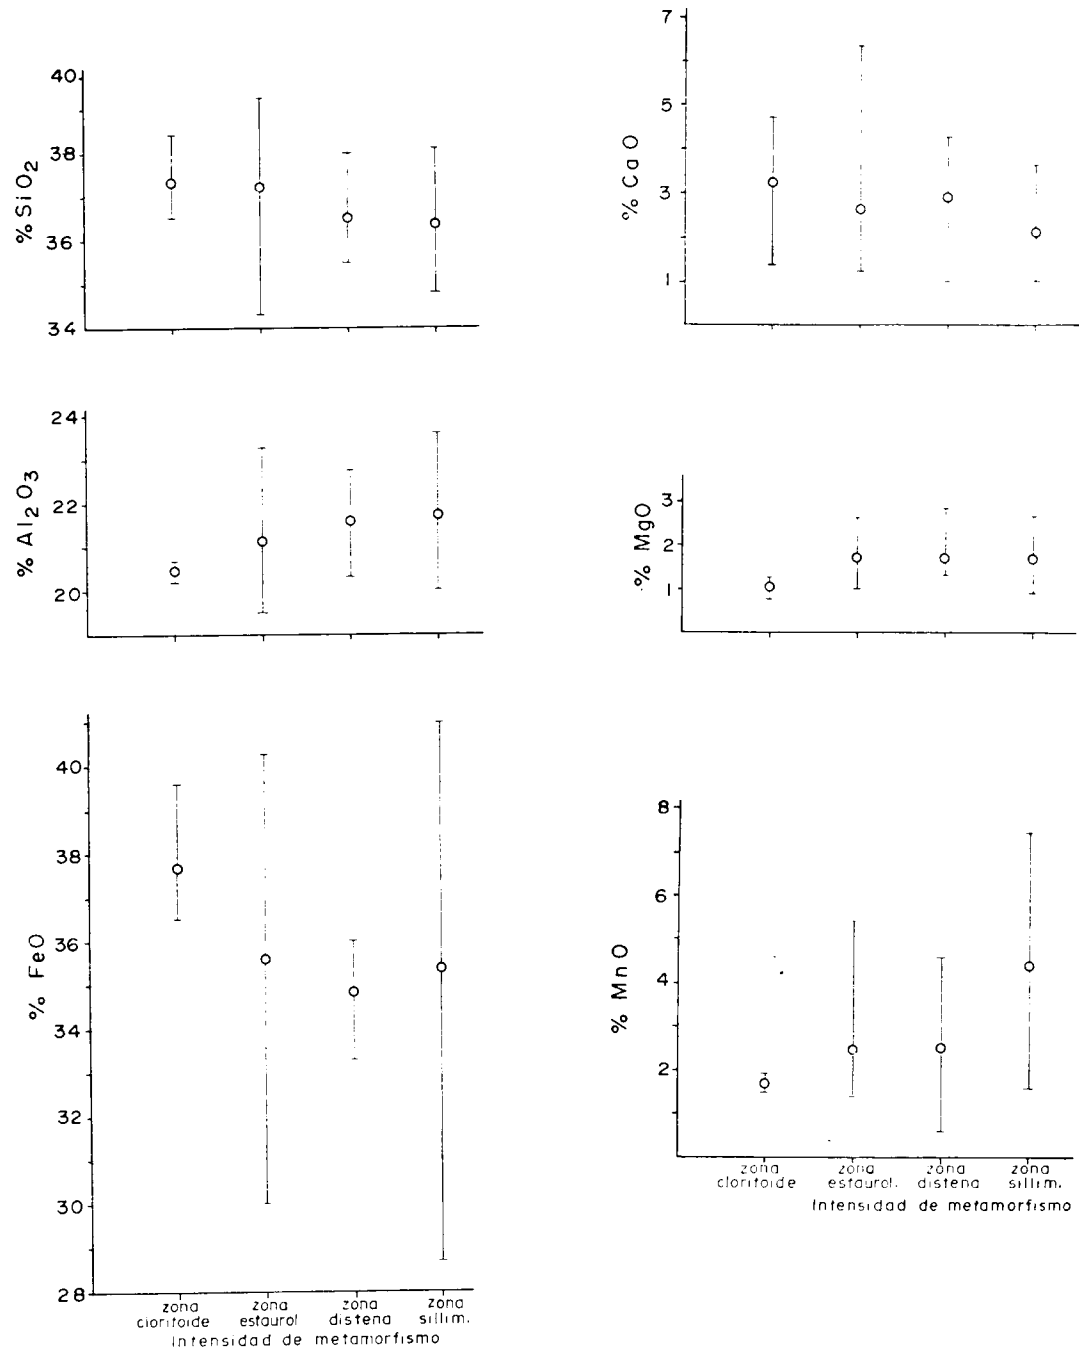 40
38
36
34
% SiO2
7
5
3
1
% CaO
24
22
20
% Al2O3
3
2
1
% MgO
40
38
36
34
32
30
28
% FeO
zona cloritoide
zona estaurol
zona distena
zona sillim.
Intensidad de metamorfismo
8
6
4
2
% MnO
zona cloritoide
zona estaurol.
zona distena
zona sillim.
Intensidad de metamorfismo